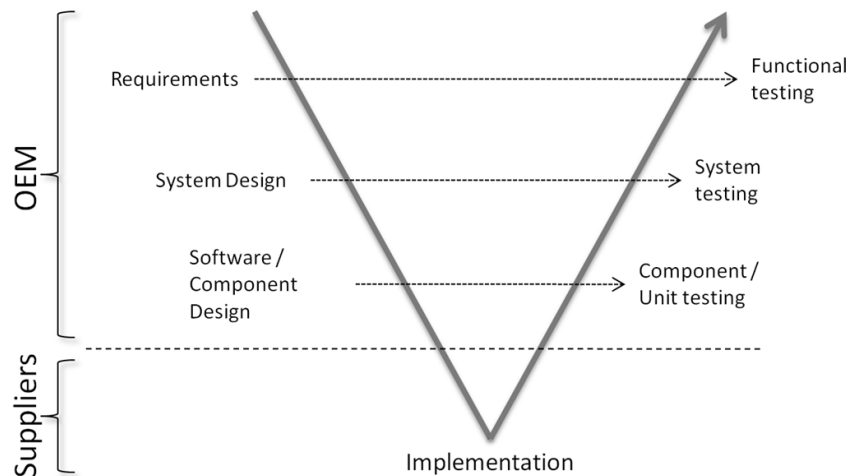 OEM
Requirements
Functional
testing
System Design
System
testing
Software /
Component
Design
Component /
Unit testing
Suppliers
Implementation